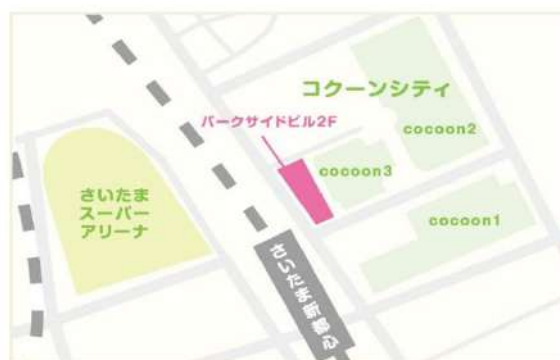 コクーンシティ
パークサイドビル2F
cocoon2
cocoon3
さいたま
スーパー
アリーナ
cocoon1
さいたま新都心